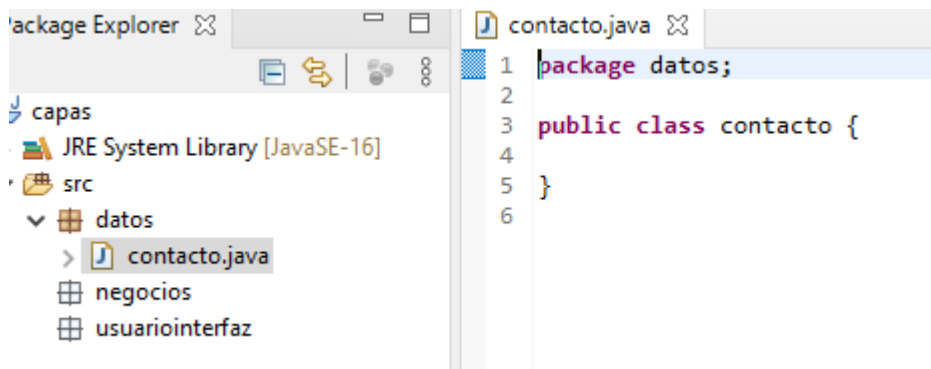 Package Explorer
capas
JRE System Library [JavaSE-16]
src
datos
contacto.java
negocios
usuariointerfaz
contacto.java
1 package datos;
2
3 public class contacto {
4
5 }
6